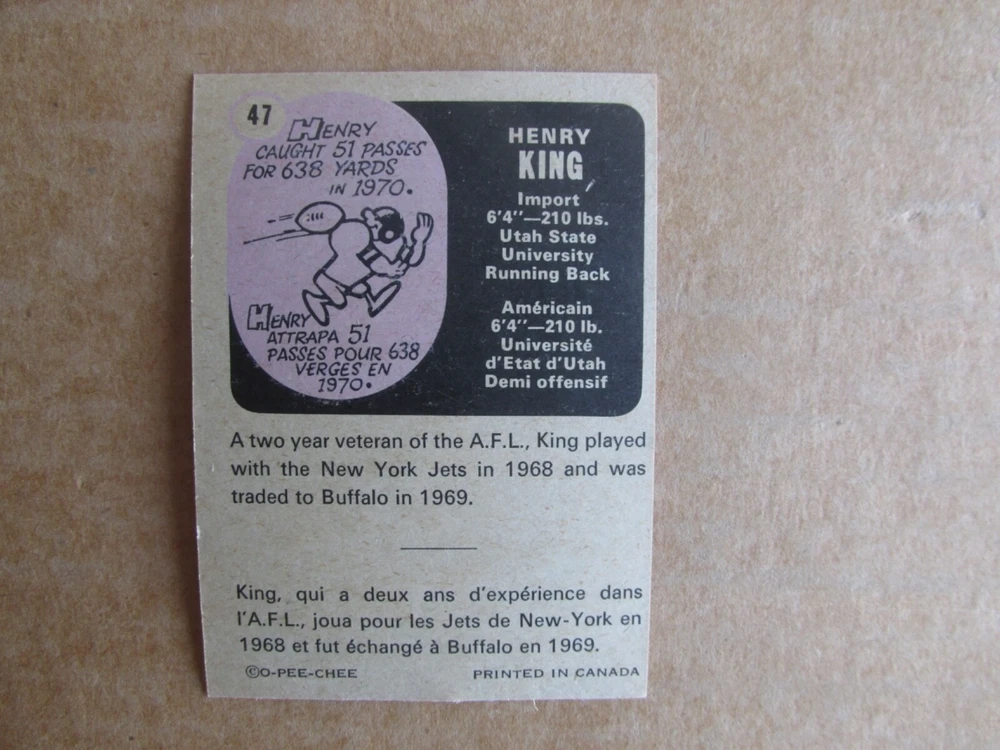 47
HENRY
CAUGHT 51 PASSES
FOR 638 YARDS
IN 1970.
HENRY
ATTRAPA 51
PASSES POUR 638
VERGES EN
1970.
HENRY
KING
Import
6'4"—210 lbs.
Utah State
University
Running Back
Américain
6'4"—210 lb.
Université
d'Etat d'Utah
Demi offensif
A two year veteran of the A.F.L., King played
with the New York Jets in 1968 and was
traded to Buffalo in 1969.
King, qui a deux ans d'expérience dans
l'A.F.L., joua pour les Jets de New-York en
1968 et fut échangé à Buffalo en 1969.
©O-PEE-CHEE PRINTED IN CANADA